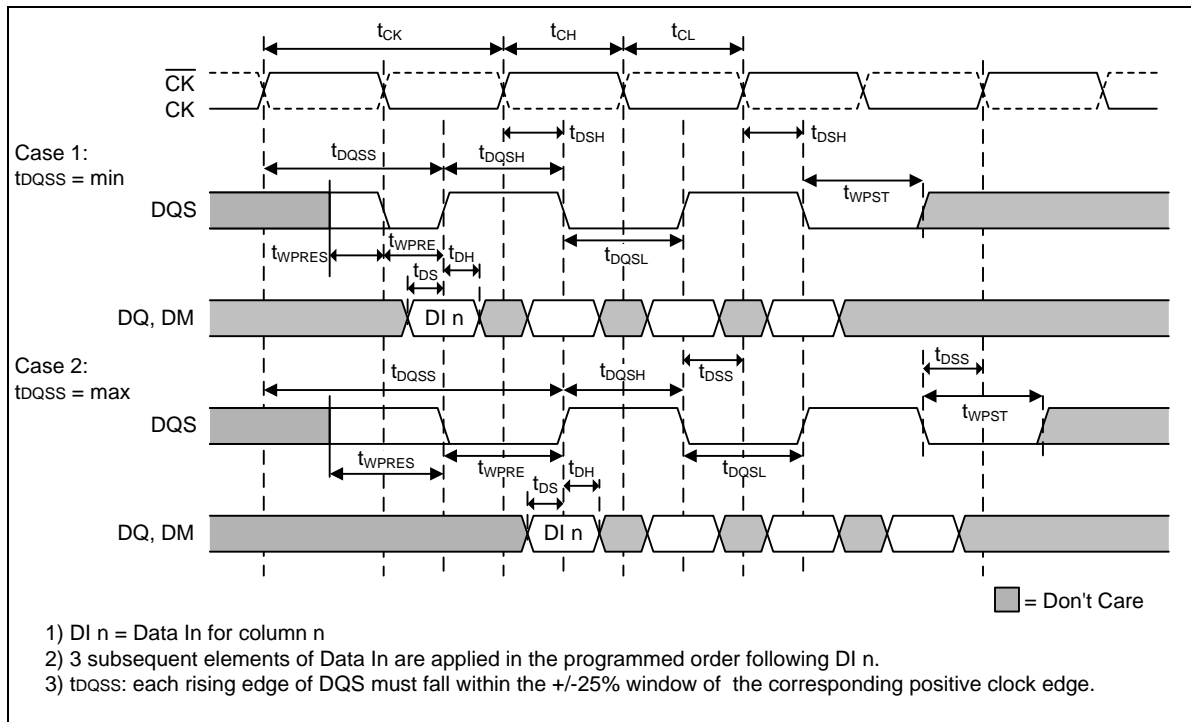 tCK tCH tCL
CK
CK
tDSH tDSH
Case 1:
tDQSS = min
tDQSS tDQSH
tWPST
DQS
tWPRES tWPRE tDH tDQSL
tDS
DQ, DM DI n
Case 2:
tDQSS = max
tDQSS tDQSH tDSS tDSS
tWPST
DQS
tWPRES tWPRE tDH tDQSL
tDS
DQ, DM DI n
= Don't Care
1) DI n = Data In for column n
2) 3 subsequent elements of Data In are applied in the programmed order following DI n.
3) tDQSS: each rising edge of DQS must fall within the +/-25% window of the corresponding positive clock edge.